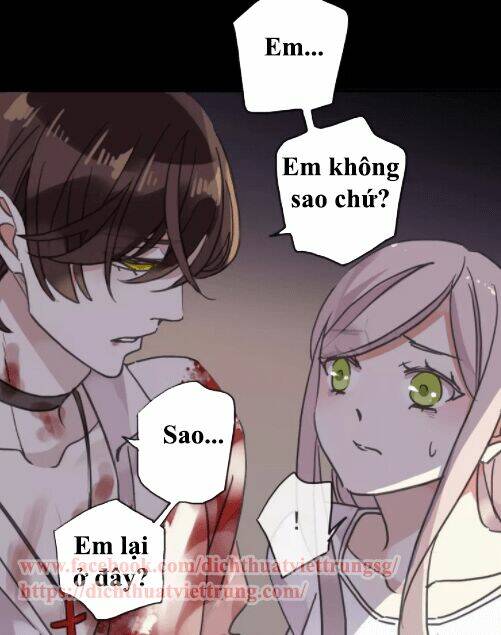 Em...
Em không
sao chứ?
Sao...
!
Em lại
ở đây?
www.facebook.com/dichthuatviettrungsg/
https://dichthuatviettrung.com/